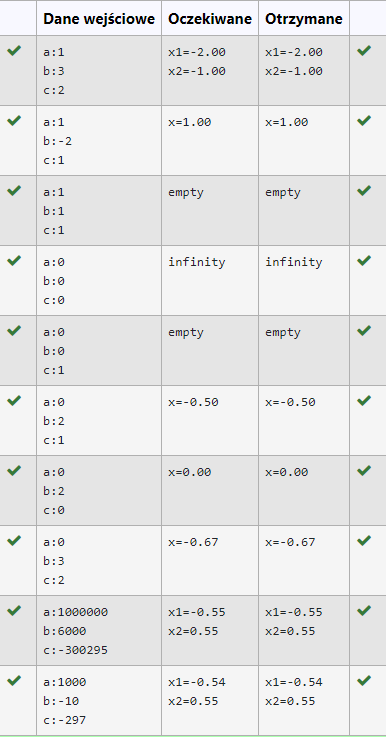 Dane wejściowe Oczekiwane Otrzymane
a:1 x1=-2.00 x1=-2.00
b:3 x2=-1.00 x2=-1.00
c:2
a:1 x=1.00 x=1.00
b:-2
c:1
a:1 empty empty
b:1
c:1
a:0 infinity infinity
b:0
c:0
a:0 empty empty
b:0
c:1
a:0 x=-0.50 x=-0.50
b:2
c:1
a:0 x=0.00 x=0.00
b:2
c:0
a:0 x=-0.67 x=-0.67
b:3
c:2
a:1000000 x1=-0.55 x1=-0.55
b:6000 x2=0.55 x2=0.55
c:-300295
a:1000 x1=-0.54 x1=-0.54
b:-10 x2=0.55 x2=0.55
c:-297